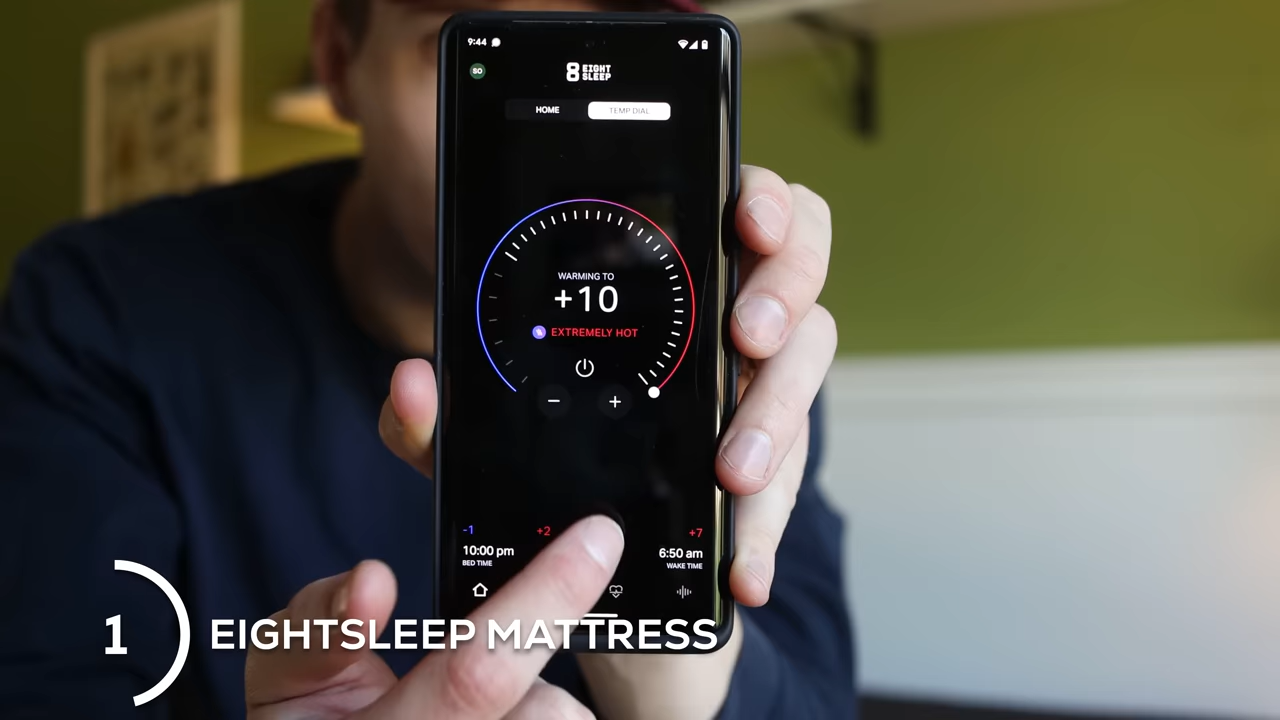 9:44
SO
8 EIGHT
SLEEP
HOME TEMP DIAL
WARMING TO
+10
EXTREMELY HOT
− +
-1 +2 +7
10:00 pm 6:50 am
BED TIME WAKE TIME
1 EIGHTSLEEP MATTRESS